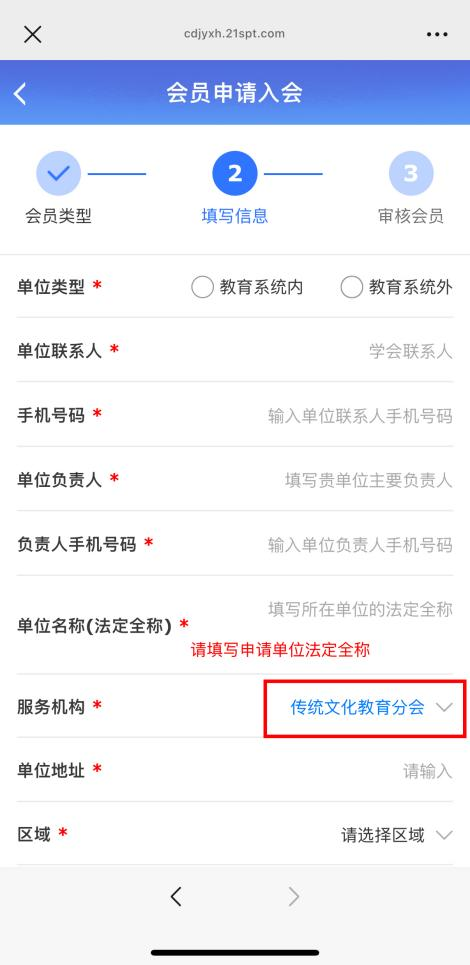 cdjyxh.21spt.com
会员申请入会
2
3
会员类型
填写信息
审核会员
单位类型 * 教育系统内 教育系统外
单位联系人 * 学会联系人
手机号码 * 输入单位联系人手机号码
单位负责人 * 填写贵单位主要负责人
负责人手机号码 * 输入单位负责人手机号码
填写所在单位的法定全称
单位名称(法定全称) *
请填写申请单位法定全称
服务机构 * 传统文化教育分会
单位地址 * 请输入
区域 * 请选择区域